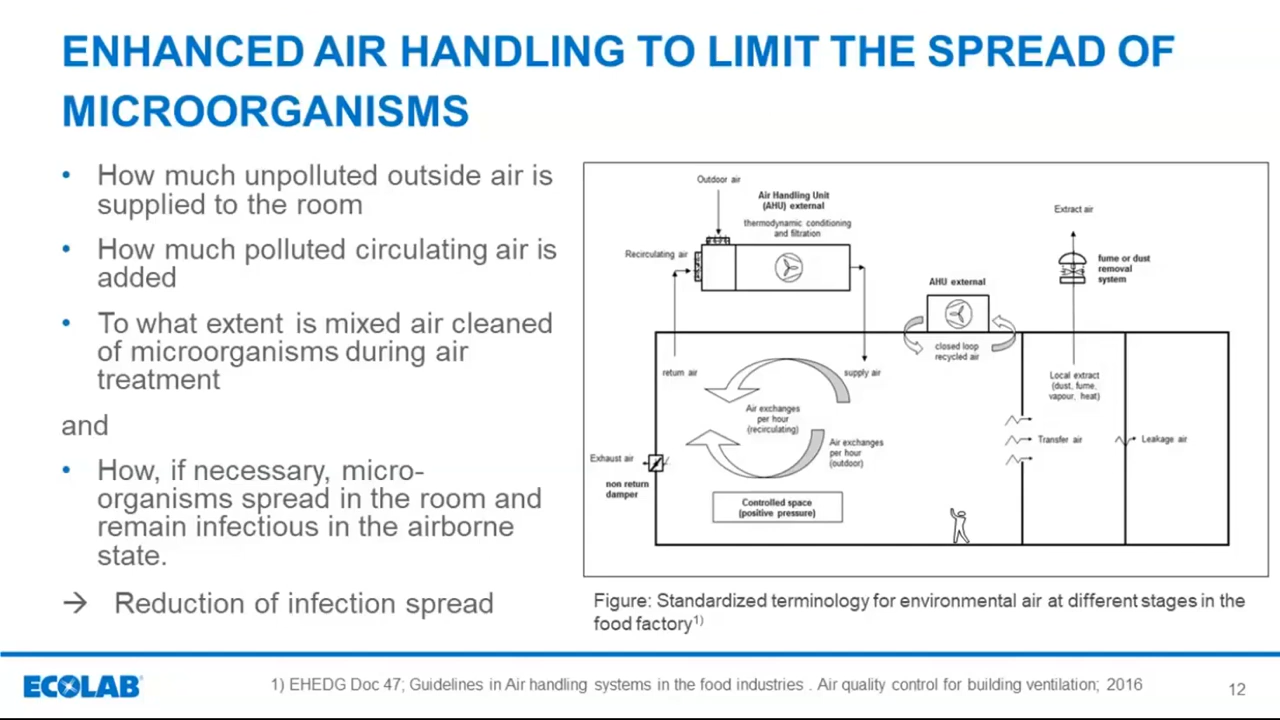 ENHANCED AIR HANDLING TO LIMIT THE SPREAD OF
MICROORGANISMS
• How much unpolluted outside air is
supplied to the room
• How much polluted circulating air is
added
• To what extent is mixed air cleaned
of microorganisms during air
treatment
and
• How, if necessary, micro-
organisms spread in the room and
remain infectious in the airborne
state.
→ Reduction of infection spread
Outdoor air
Air Handling Unit
(AHU) external
thermodynamic conditioning
and filtration
Recirculating air
Extract air
fume or dust
removal
system
AHU external
closed loop
recycled air
return air
supply air
Local extract
(dust, fume,
vapour, heat)
Air exchanges
per hour
(recirculating)
Air exchanges
per hour
(outdoor)
Transfer air
Leakage air
Exhaust air
non return
damper
Controlled space
(positive pressure)
Figure: Standardized terminology for environmental air at different stages in the
food factory1)
ECOLAB®
1) EHEDG Doc 47; Guidelines in Air handling systems in the food industries . Air quality control for building ventilation; 2016
12